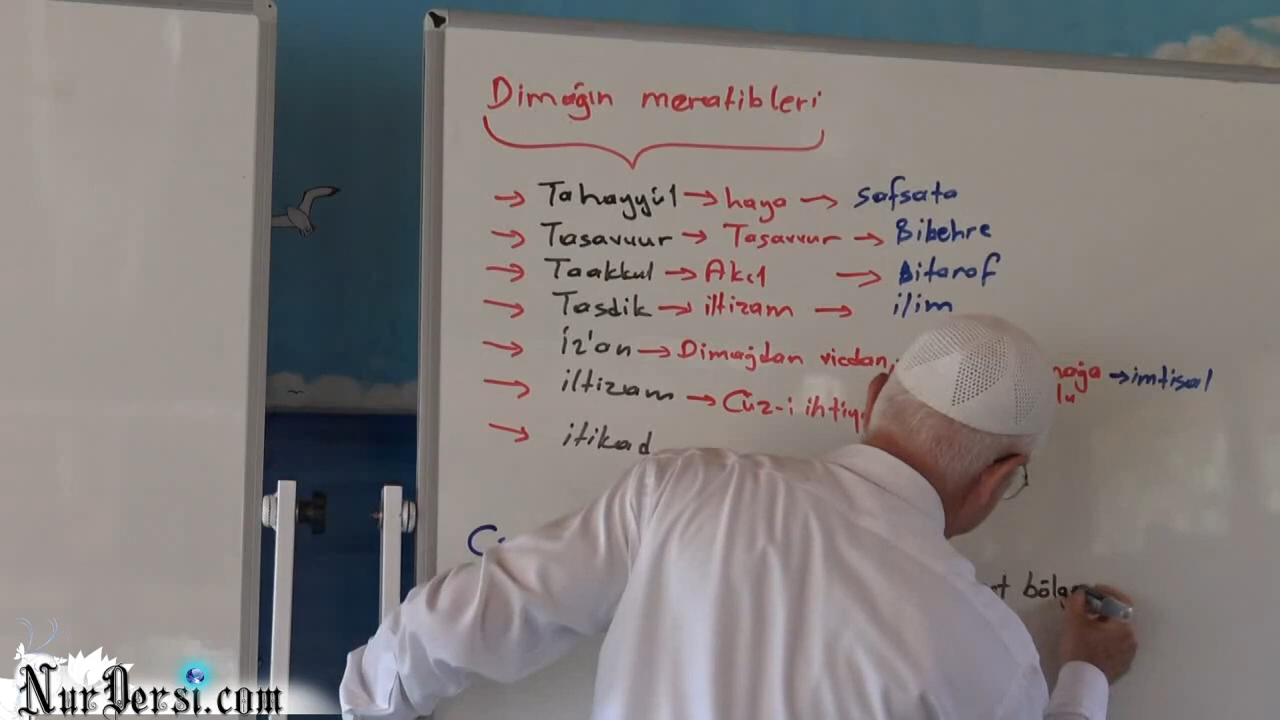 Dimağın meratibleri
→ Tahayyül → haya → Safsata
→ Tasavvur → Tasavvur → Bibehre
→ Taakkul → Akıl → Bitaraf
→ Tasdik → iltizam → ilim
→ İz'an → Dimağdan vicdan → imtisal
→ iltizam → Cüz-i
→ itikad
NurDersi.com